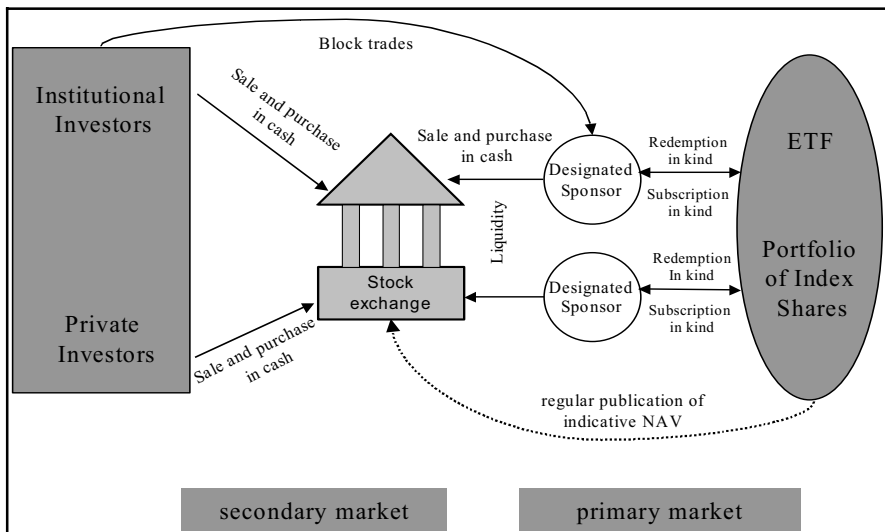 Block trades
Institutional
Investors
Sale and purchase
in cash
Sale and purchase
in cash
Designated
Sponsor
Redemption
in kind
Subscription
in kind
ETF
Portfolio
of Index
Shares
Liquidity
Stock
exchange
Designated
Sponsor
Redemption
In kind
Subscription
in kind
Private
Investors
Sale and purchase
in cash
regular publication of
indicative NAV
secondary market
primary market